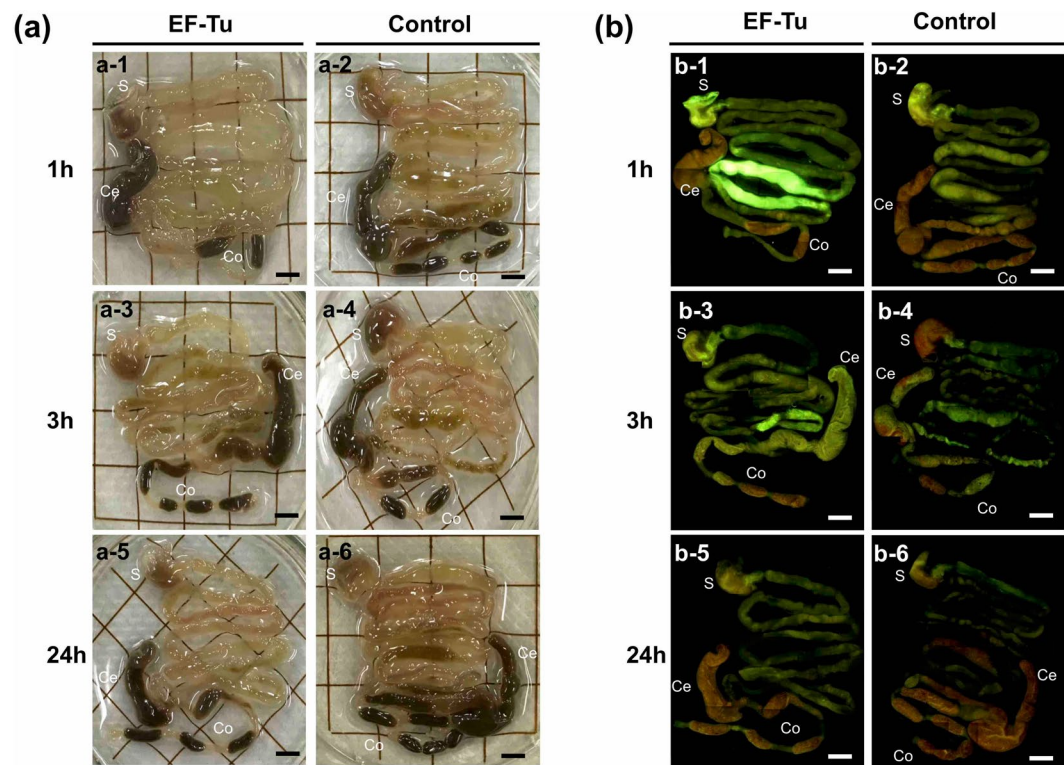 (a) EF-Tu Control (b) EF-Tu Control
a-1 a-2 b-1 b-2
S S S S
1h Ce Ce 1h Ce Ce
Co Co Co
a-3 a-4 b-3 b-4
S S S S
Ce Ce Ce Ce
3h 3h
Co Co Co Co
a-5 a-6 b-5 b-6
S S S S
24h Ce Ce 24h Ce Ce
Co Co Co Co